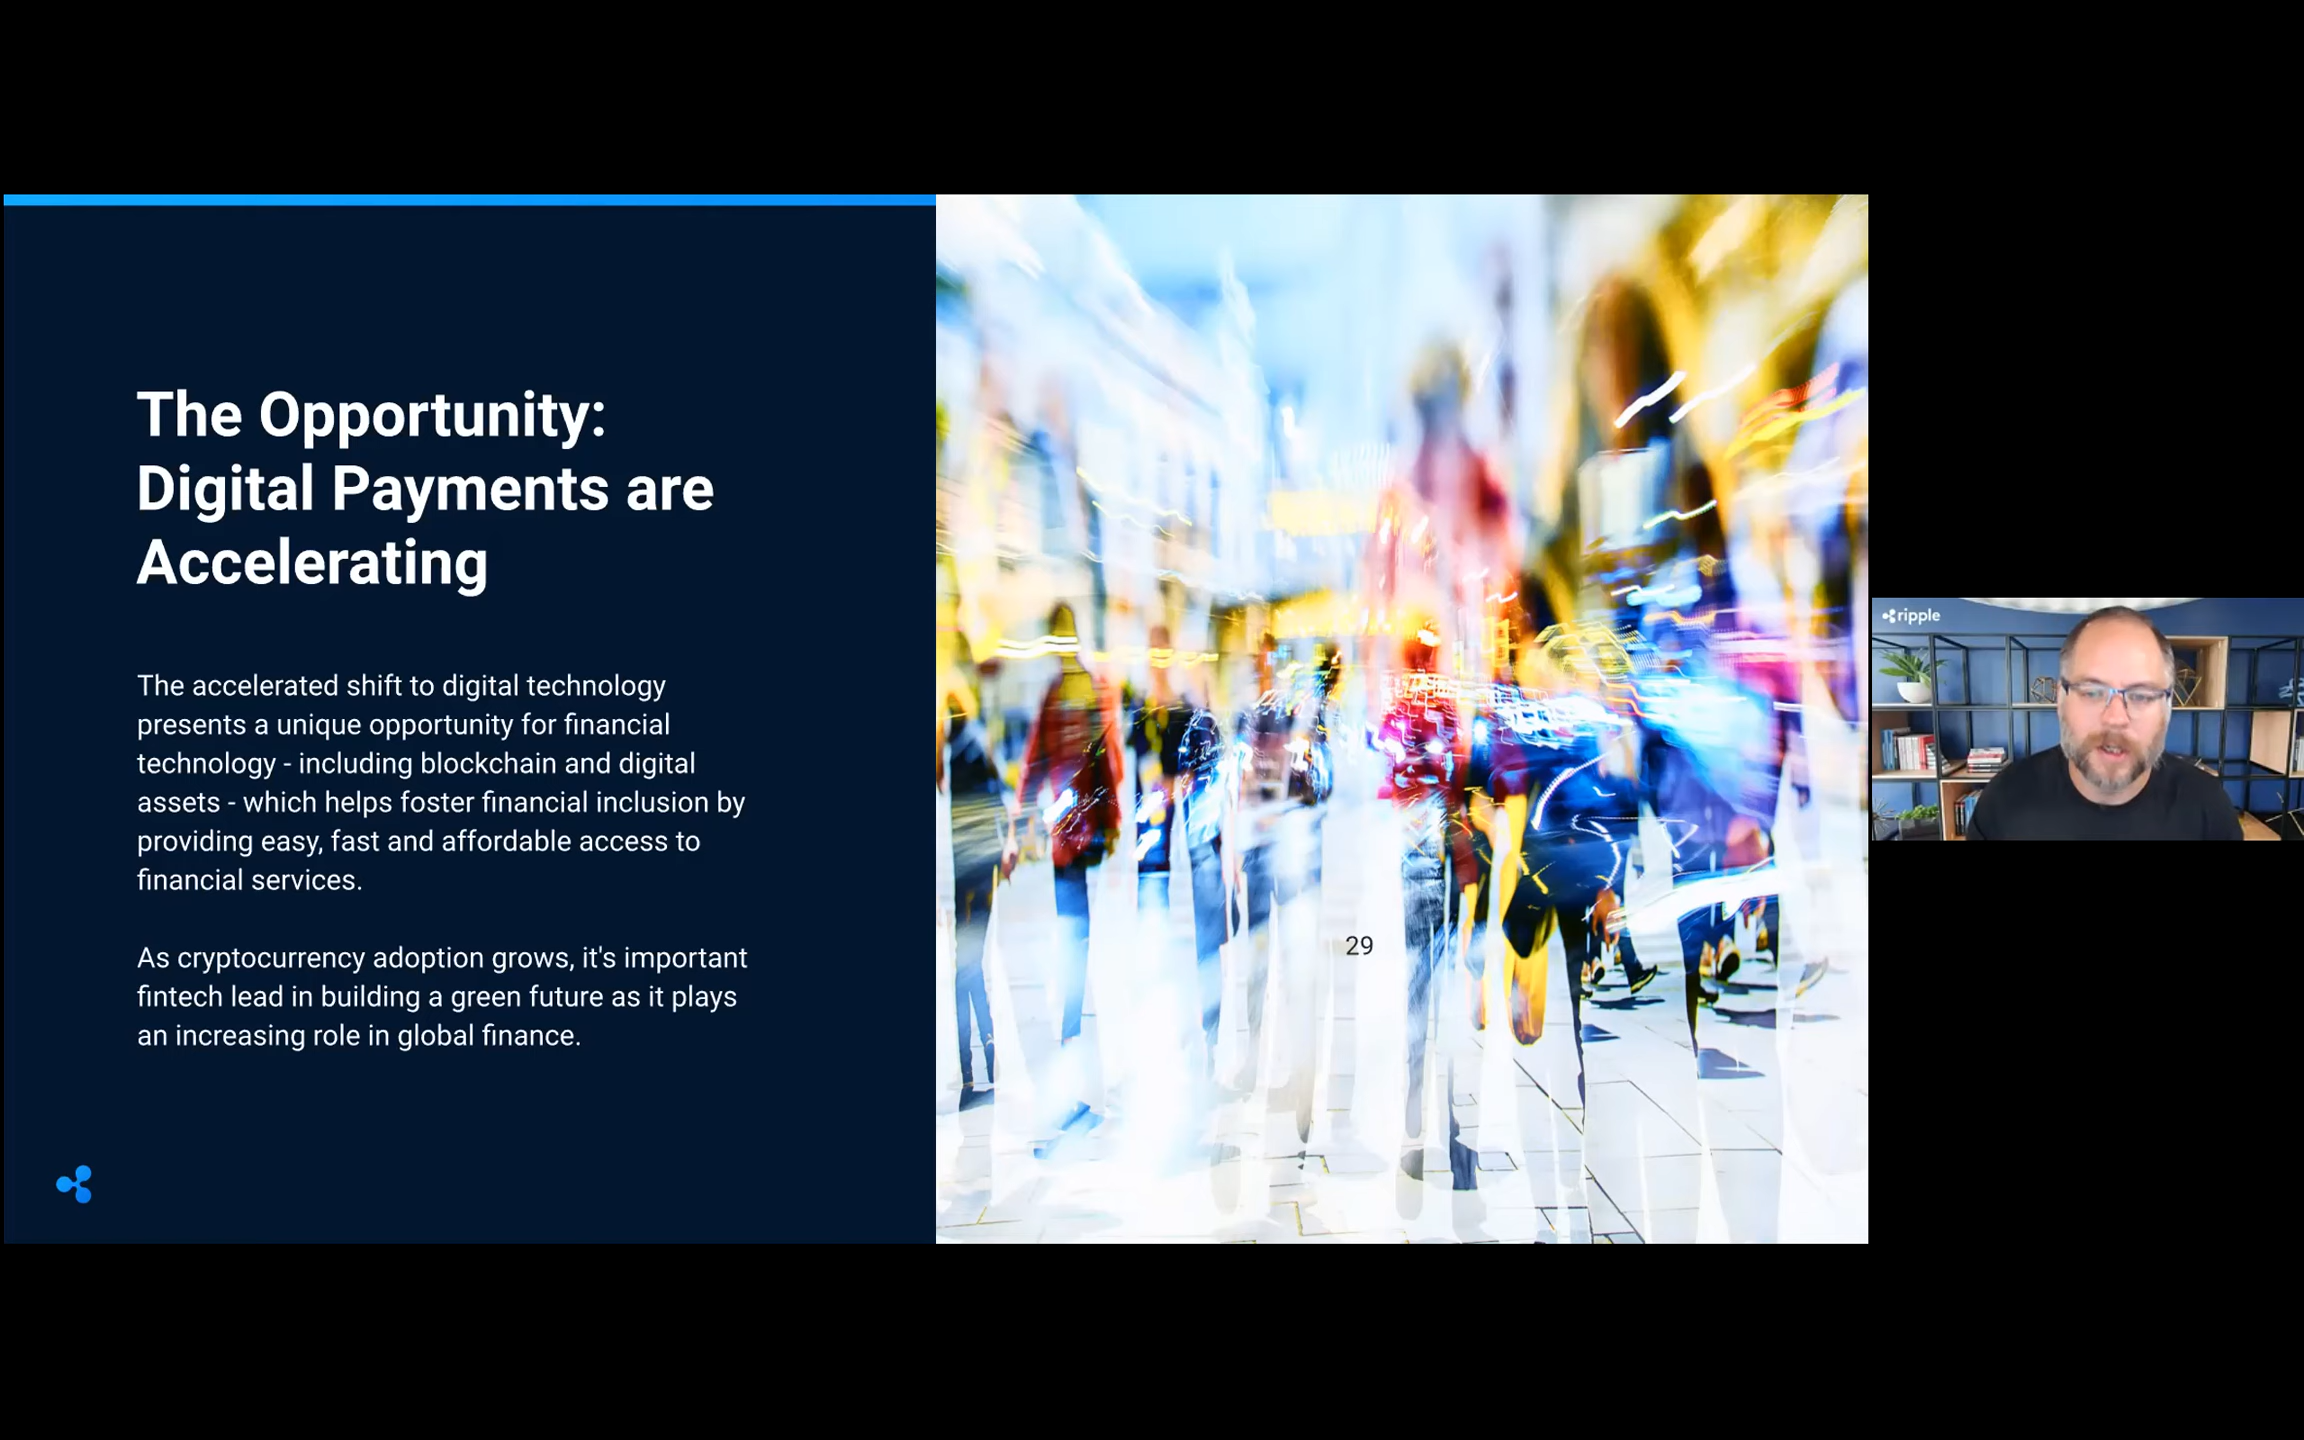 The Opportunity:
Digital Payments are
Accelerating
The accelerated shift to digital technology
presents a unique opportunity for financial
technology - including blockchain and digital
assets - which helps foster financial inclusion by
providing easy, fast and affordable access to
financial services.
As cryptocurrency adoption grows, it's important
fintech lead in building a green future as it plays
an increasing role in global finance.
29
ripple